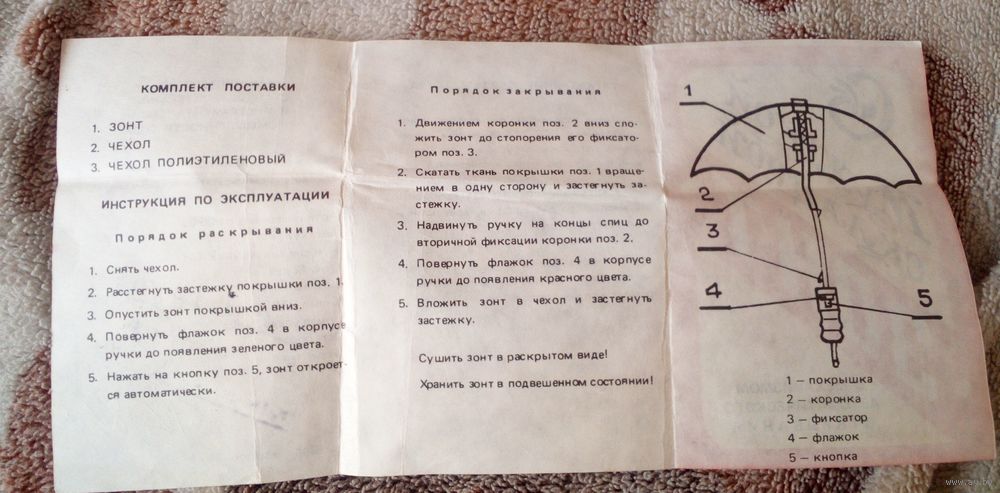 КОМПЛЕКТ ПОСТАВКИ
1. ЗОНТ
2. ЧЕХОЛ
3. ЧЕХОЛ ПОЛИЭТИЛЕНОВЫЙ
ИНСТРУКЦИЯ ПО ЭКСПЛУАТАЦИИ
Порядок раскрывания
1. Снять чехол.
2. Расстегнуть застежку покрышки поз. 1.
3. Опустить зонт покрышкой вниз.
4. Повернуть флажок поз. 4 в корпусе
ручки до появления зеленого цвета.
5. Нажать на кнопку поз. 5, зонт откроет-
ся автоматически.
Порядок закрывания
1. Движением коронки поз. 2 вниз сло-
жить зонт до стопорения его фиксато-
ром поз. 3.
2. Скатать ткань покрышки поз. 1 враще-
нием в одну сторону и застегнуть за-
стежку.
3. Надвинуть ручку на концы спиц до
вторичной фиксации коронки поз. 2.
4. Повернуть флажок поз. 4 в корпусе
ручки до появления красного цвета.
5. Вложить зонт в чехол и застегнуть
застежку.
Сушить зонт в раскрытом виде!
Хранить зонт в подвешенном состоянии!
1
2
3
4
5
1 — покрышка
2 — коронка
3 — фиксатор
4 — флажок
5 — кнопка